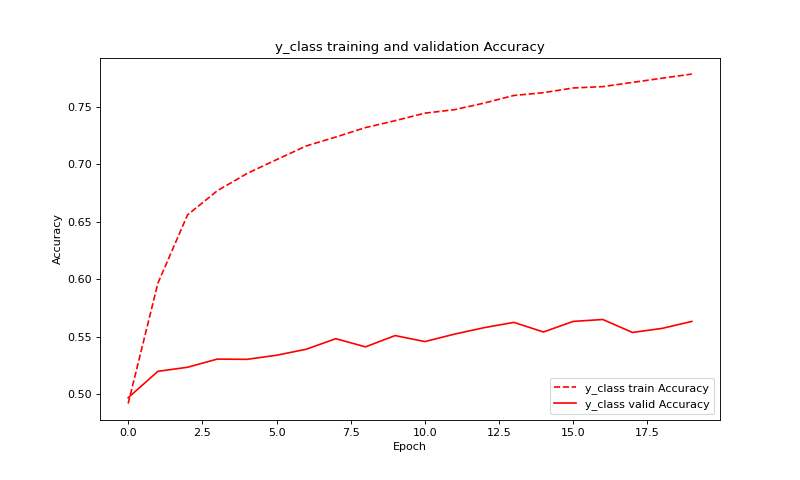 y_class training and validation Accuracy
Accuracy
0.75
0.70
0.65
0.60
0.55
0.50
y_class train Accuracy
y_class valid Accuracy
0.0 2.5 5.0 7.5 10.0 12.5 15.0 17.5
Epoch